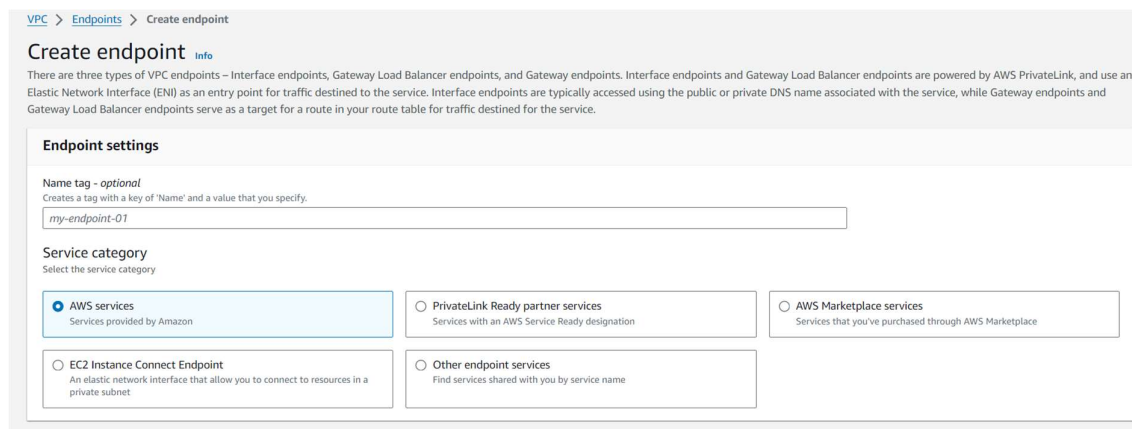 VPC > Endpoints > Create endpoint
Create endpoint Info
There are three types of VPC endpoints – Interface endpoints, Gateway Load Balancer endpoints, and Gateway endpoints. Interface endpoints and Gateway Load Balancer endpoints are powered by AWS PrivateLink, and use an
Elastic Network Interface (ENI) as an entry point for traffic destined to the service. Interface endpoints are typically accessed using the public or private DNS name associated with the service, while Gateway endpoints and
Gateway Load Balancer endpoints serve as a target for a route in your route table for traffic destined for the service.
Endpoint settings
Name tag - optional
Creates a tag with a key of 'Name' and a value that you specify.
my-endpoint-01
Service category
Select the service category
AWS services
Services provided by Amazon
PrivateLink Ready partner services
Services with an AWS Service Ready designation
AWS Marketplace services
Services that you've purchased through AWS Marketplace
EC2 Instance Connect Endpoint
An elastic network interface that allow you to connect to resources in a
private subnet
Other endpoint services
Find services shared with you by service name